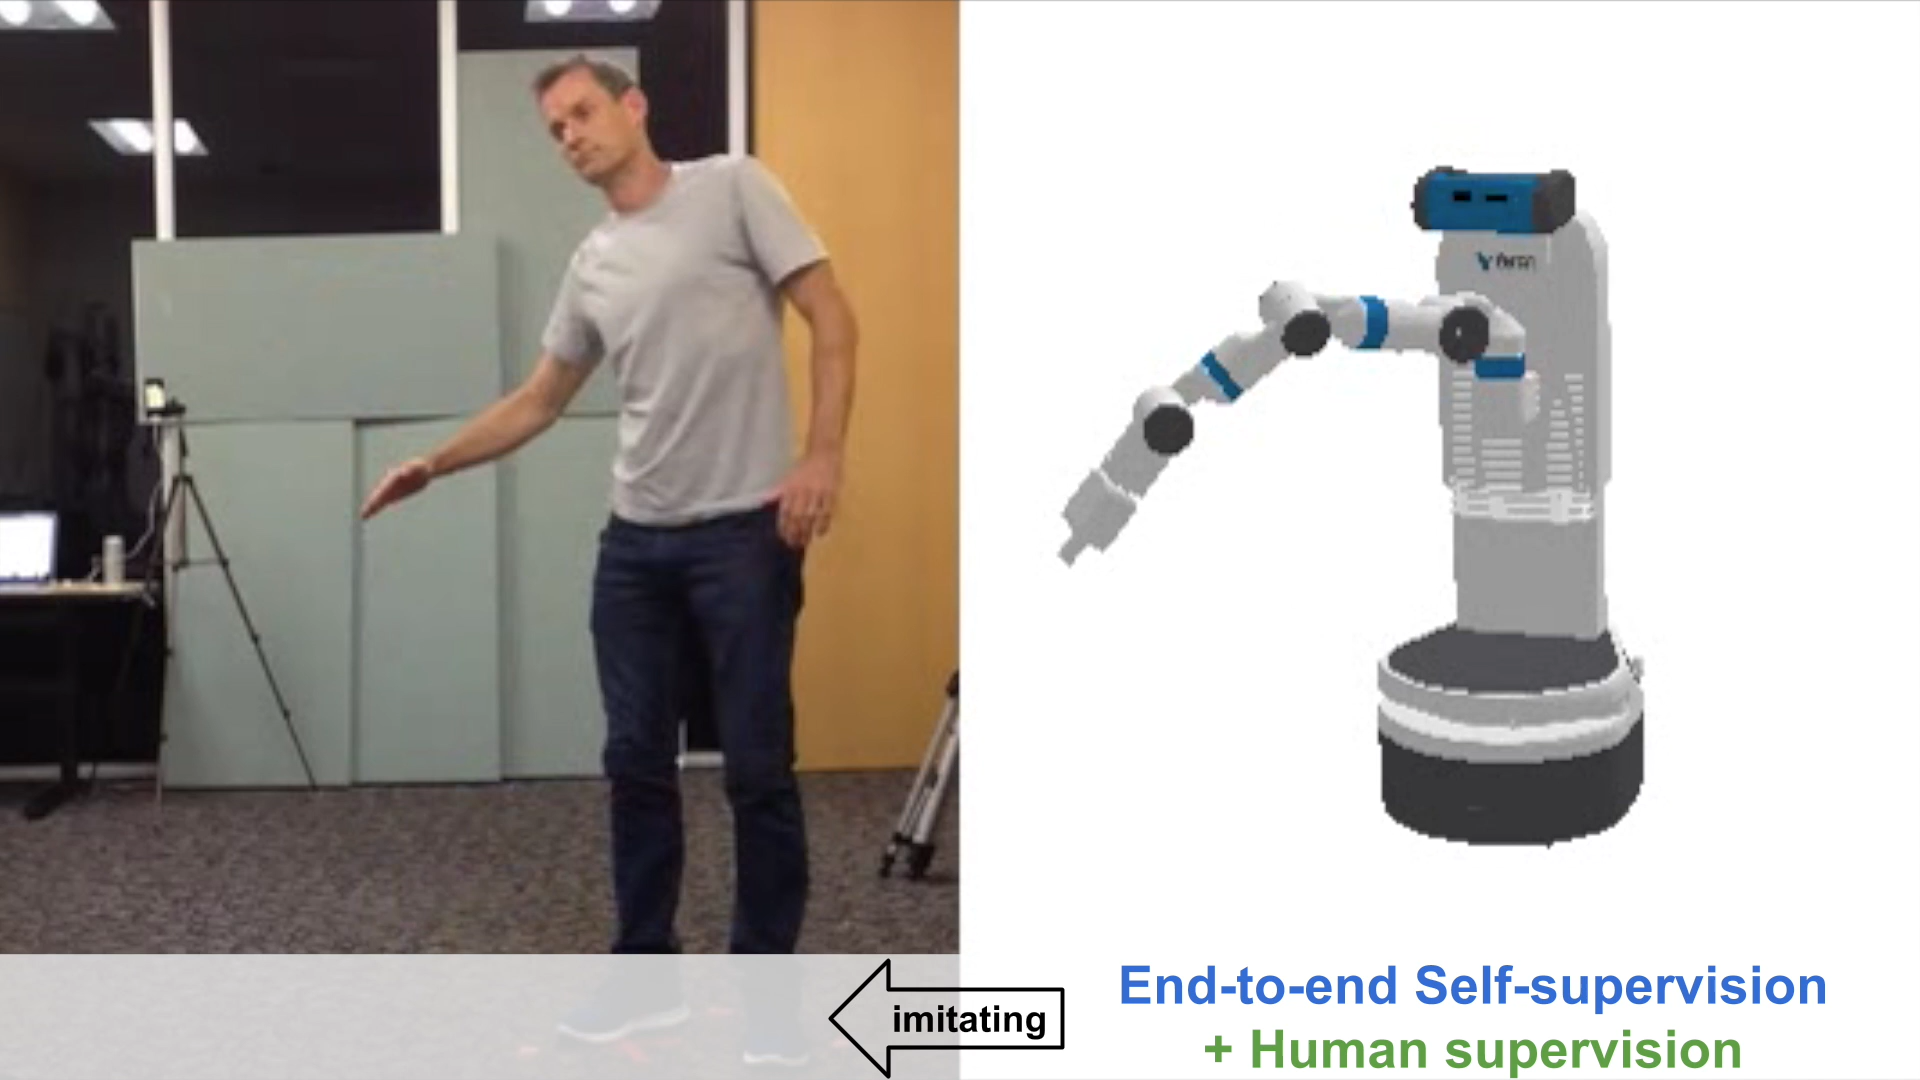 imitating
End-to-end Self-supervision
+ Human supervision